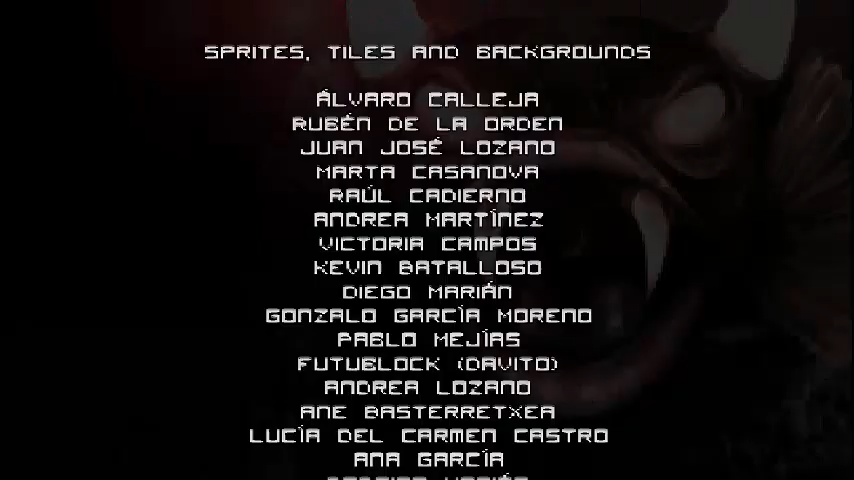 SPRITES, TILES AND BACKGROUNDS
ÁLVARO CALLEJA
RUBÉN DE LA ORDEN
JUAN JOSÉ LOZANO
MARTA CASANOVA
RAÚL CADIERNO
ANDREA MARTÍNEZ
VICTORIA CAMPOS
KEVIN BATALLOSO
DIEGO MARIÁN
GONZALO GARCÍA MORENO
PABLO MEJÍAS
FUTUBLOCK (DAVITO)
ANDREA LOZANO
ANE BASTERRETXEA
LUCÍA DEL CARMEN CASTRO
ANA GARCÍA